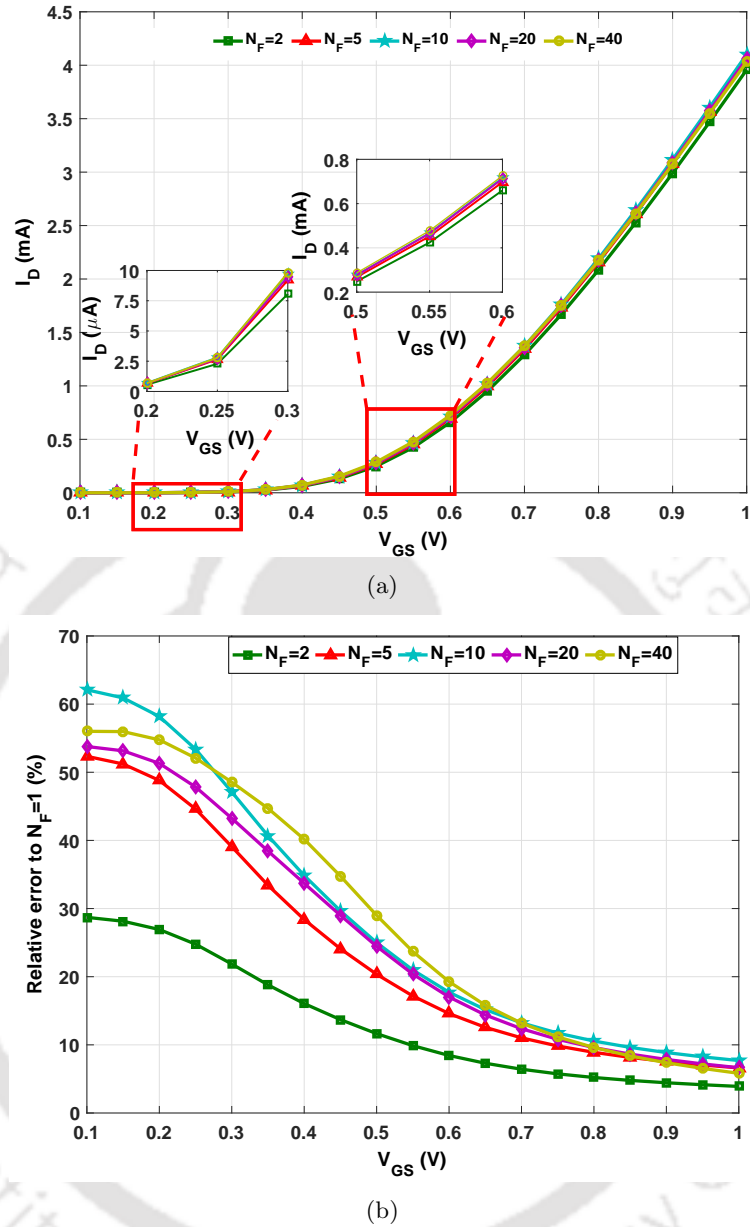 N_F=2 N_F=5 N_F=10 N_F=20 N_F=40
4.5
4
3.5
3
2.5
2
1.5
1
0.5
0
I_D (mA)
0.8
0.6
0.4
0.2
I_D (mA)
0.5 0.55 0.6
V_GS (V)
10
7.5
5
2.5
0
I_D (μA)
0.2 0.25 0.3
V_GS (V)
0.1 0.2 0.3 0.4 0.5 0.6 0.7 0.8 0.9 1
V_GS (V)
(a)
70
60
50
40
30
20
10
0
Relative error to N_F=1 (%)
N_F=2 N_F=5 N_F=10 N_F=20 N_F=40
0.1 0.2 0.3 0.4 0.5 0.6 0.7 0.8 0.9 1
V_GS (V)
(b)